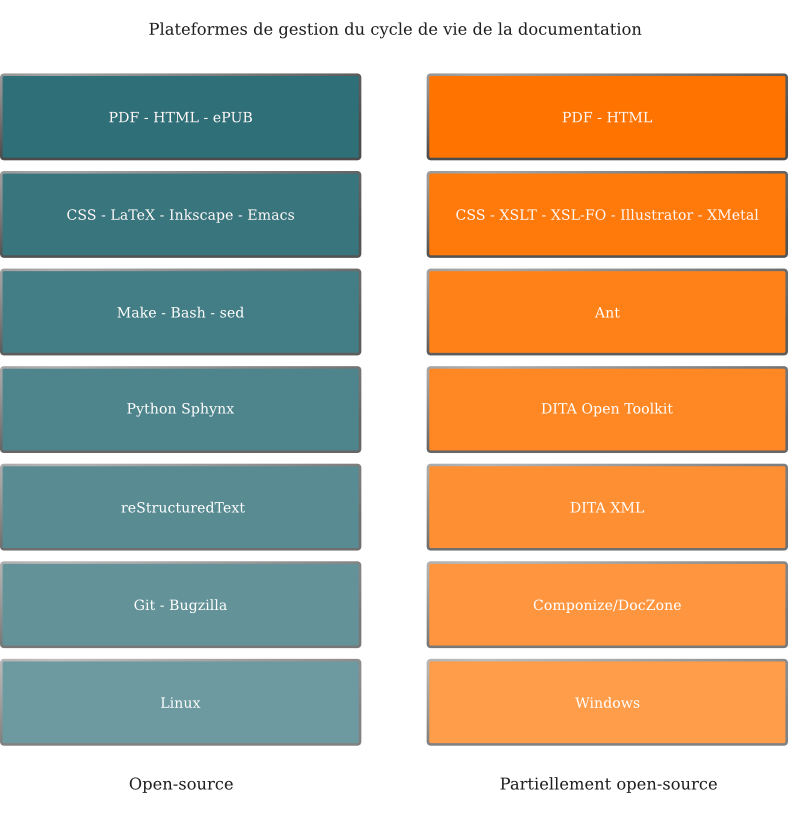 Plateformes de gestion du cycle de vie de la documentation
PDF - HTML - ePUB
PDF - HTML
CSS - LaTeX - Inkscape - Emacs
CSS - XSLT - XSL-FO - Illustrator - XMetal
Make - Bash - sed
Ant
Python Sphynx
DITA Open Toolkit
reStructuredText
DITA XML
Git - Bugzilla
Componize/DocZone
Linux
Windows
Open-source
Partiellement open-source